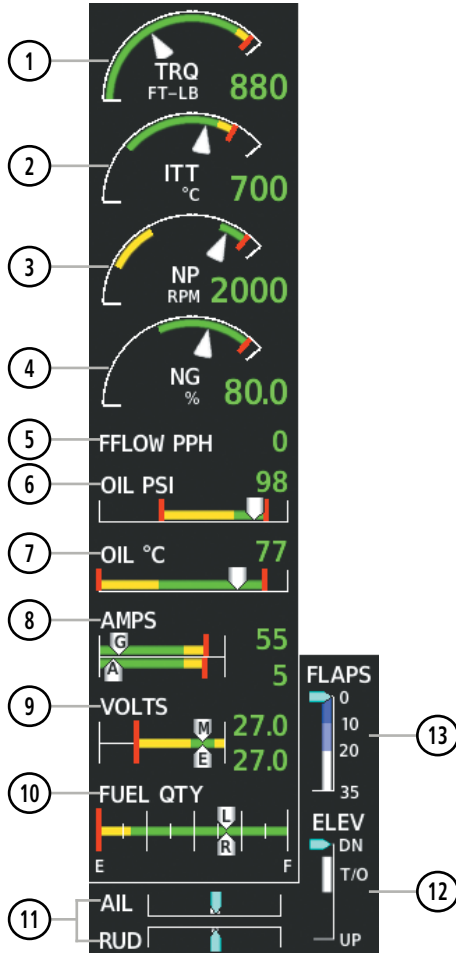 1
TRQ
FT-LB 880
2
ITT
°C 700
3
NP
RPM 2000
4
NG
% 80.0
5
FFLOW PPH 0
6
OIL PSI 98
7
OIL °C 77
8
AMPS
G 55
A 5
9
VOLTS
M 27.0
E 27.0
10
FUEL QTY
L
R
E F
11
AIL
RUD
FLAPS
0
10
20
35
13
ELEV
DN
T/O
UP
12